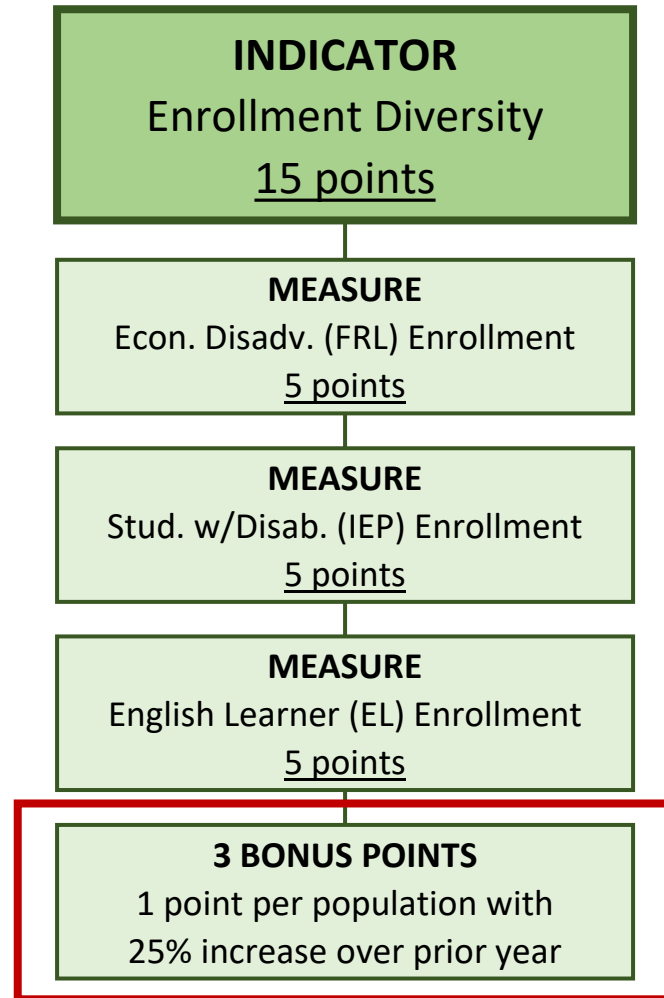 INDICATOR
Enrollment Diversity
15 points
MEASURE
Econ. Disadv. (FRL) Enrollment
5 points
MEASURE
Stud. w/Disab. (IEP) Enrollment
5 points
MEASURE
English Learner (EL) Enrollment
5 points
3 BONUS POINTS
1 point per population with
25% increase over prior year